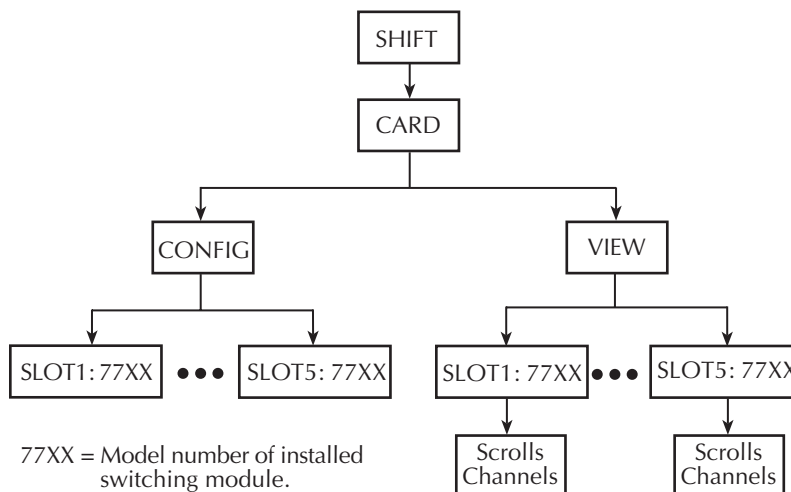 SHIFT
CARD
CONFIG
VIEW
SLOT1: 77XX
SLOT5: 77XX
SLOT1: 77XX
SLOT5: 77XX
77XX = Model number of installed
switching module.
Scrolls
Channels
Scrolls
Channels